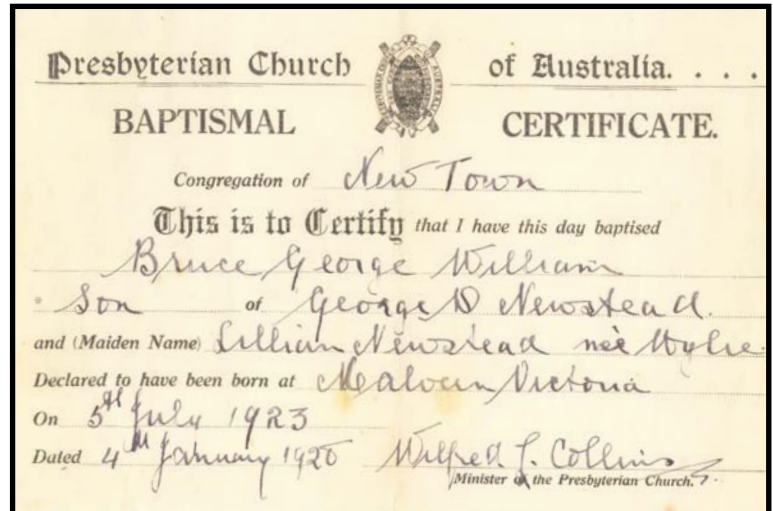 Presbyterian Church of Australia. . . .
BAPTISMAL CERTIFICATE.
Congregation of New Town
This is to Certify that I have this day baptised
Bruce George William
Son of George D Newstead.
and (Maiden Name) Lillian Newstead neè Wylie.
Declared to have been born at Malvern Victoria
On 5th July 1923
Dated 4th January Wilfred J. Collins
Minister of the Presbyterian Church.